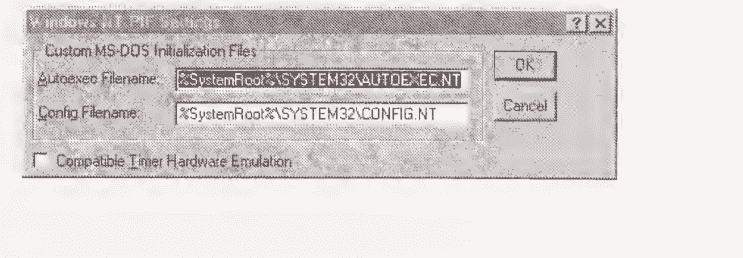 Windows NT PIF Settings
Custom MS-DOS Initialization Files
Autoexec Filename: %SystemRoot%\SYSTEM32\AUTOEXEC.NT
OK
Config Filename: %SystemRoot%\SYSTEM32\CONFIG.NT
Cancel
Compatible Timer Hardware Emulation